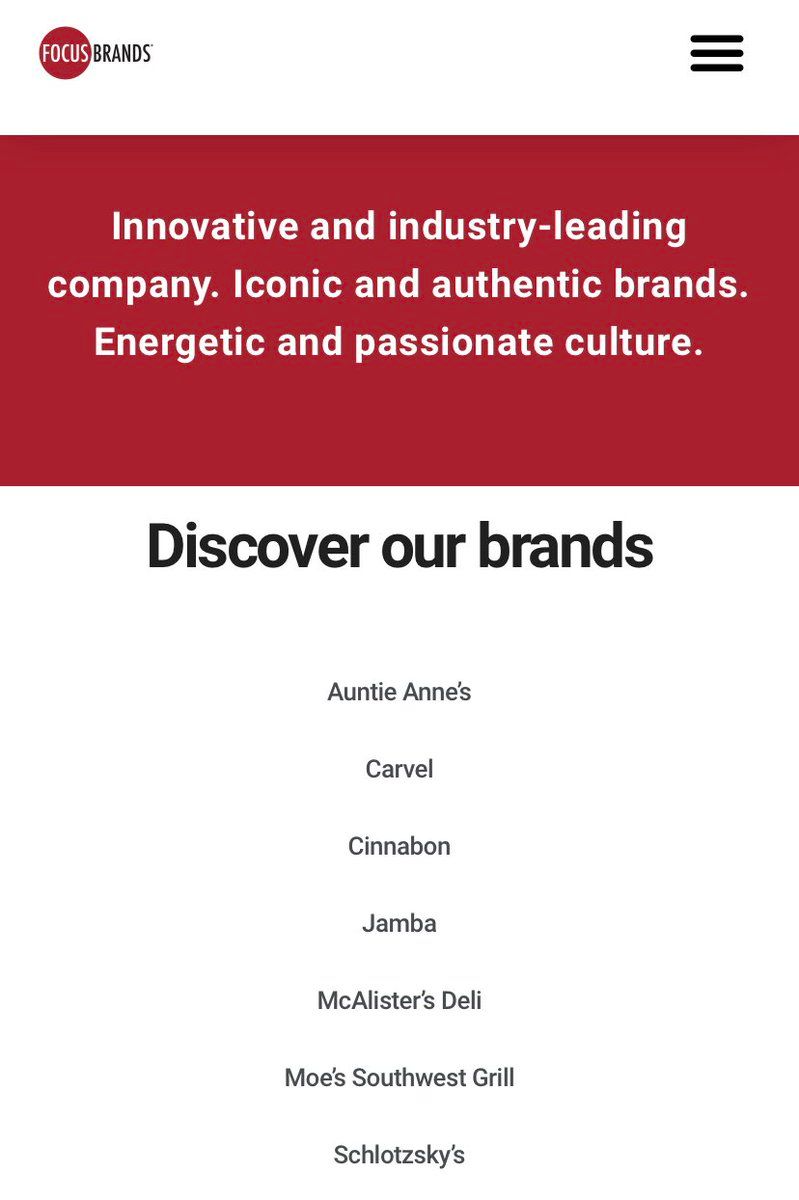 FOCUS BRANDS
Innovative and industry-leading
company. Iconic and authentic brands.
Energetic and passionate culture.
Discover our brands
Auntie Anne’s
Carvel
Cinnabon
Jamba
McAlister’s Deli
Moe’s Southwest Grill
Schlotzsky’s